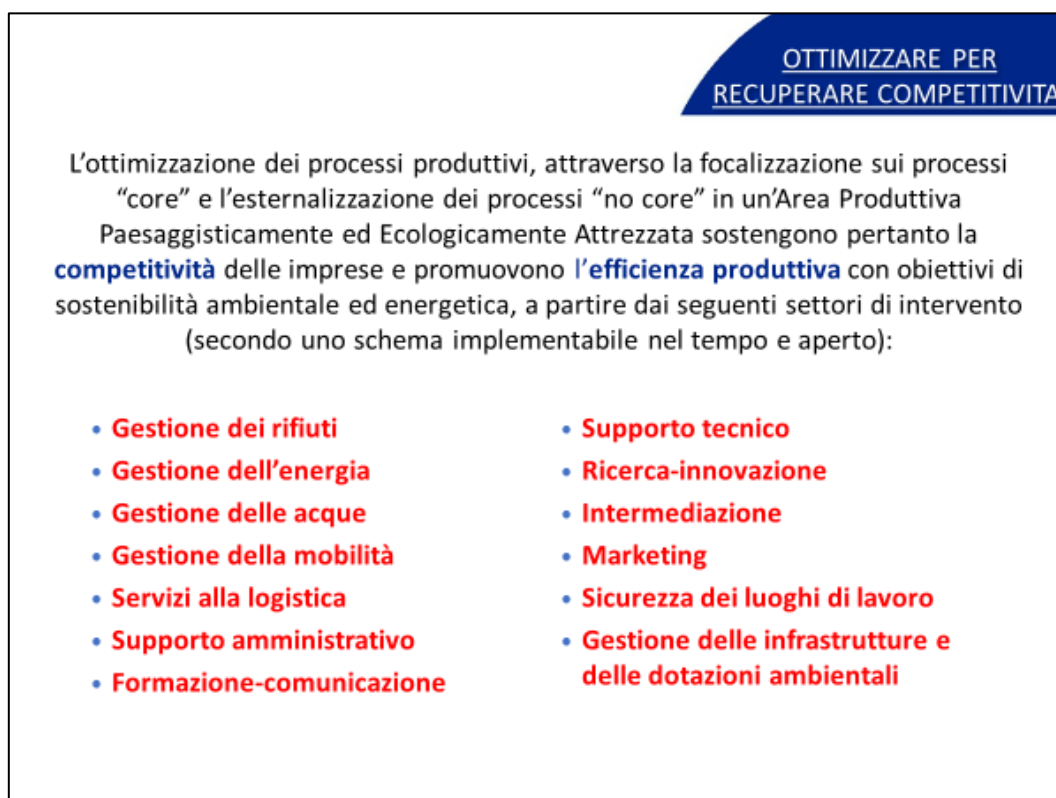 OTTIMIZZARE PER
RECUPERARE COMPETITIVITA
L'ottimizzazione dei processi produttivi, attraverso la focalizzazione sui processi
“core” e l'esternalizzazione dei processi “no core” in un'Area Produttiva
Paesaggisticamente ed Ecologicamente Attrezzata sostengono pertanto la
competitività delle imprese e promuovono l'efficienza produttiva con obiettivi di
sostenibilità ambientale ed energetica, a partire dai seguenti settori di intervento
(secondo uno schema implementabile nel tempo e aperto):
• Gestione dei rifiuti
• Gestione dell'energia
• Gestione delle acque
• Gestione della mobilità
• Servizi alla logistica
• Supporto amministrativo
• Formazione-comunicazione
• Supporto tecnico
• Ricerca-innovazione
• Intermediazione
• Marketing
• Sicurezza dei luoghi di lavoro
• Gestione delle infrastrutture e
delle dotazioni ambientali